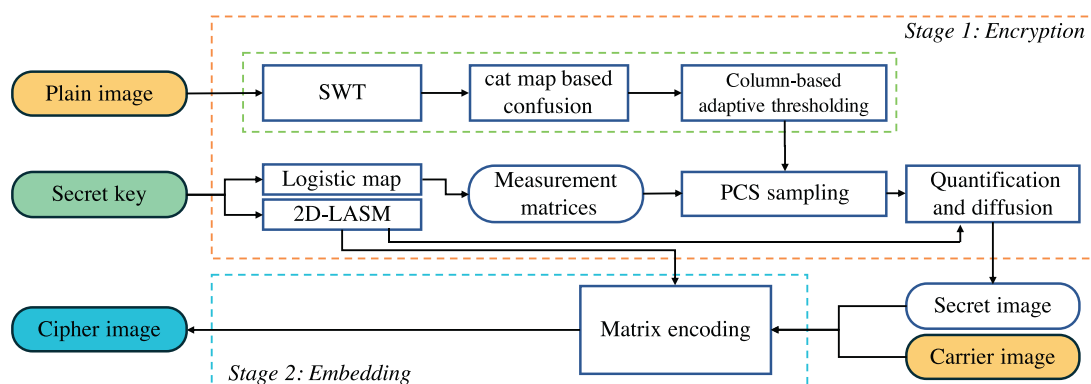 Stage 1: Encryption
Plain image
SWT
cat map based
confusion
Column-based
adaptive thresholding
Secret key
Logistic map
2D-LASM
Measurement
matrices
PCS sampling
Quantification
and diffusion
Cipher image
Matrix encoding
Secret image
Carrier image
Stage 2: Embedding